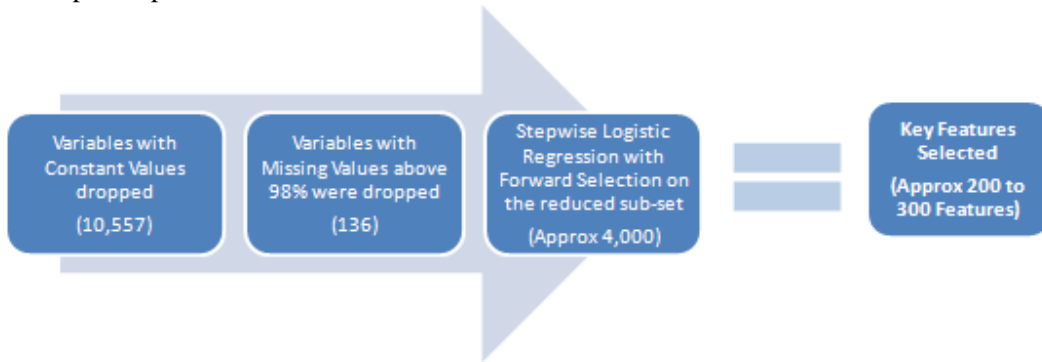 Variables with
Constant Values
dropped
(10,557)
Variables with
Missing Values above
98% were dropped
(136)
Stepwise Logistic
Regression with
Forward Selection on
the reduced sub-set
(Approx 4,000)
Key Features
Selected
(Approx 200 to
300 Features)